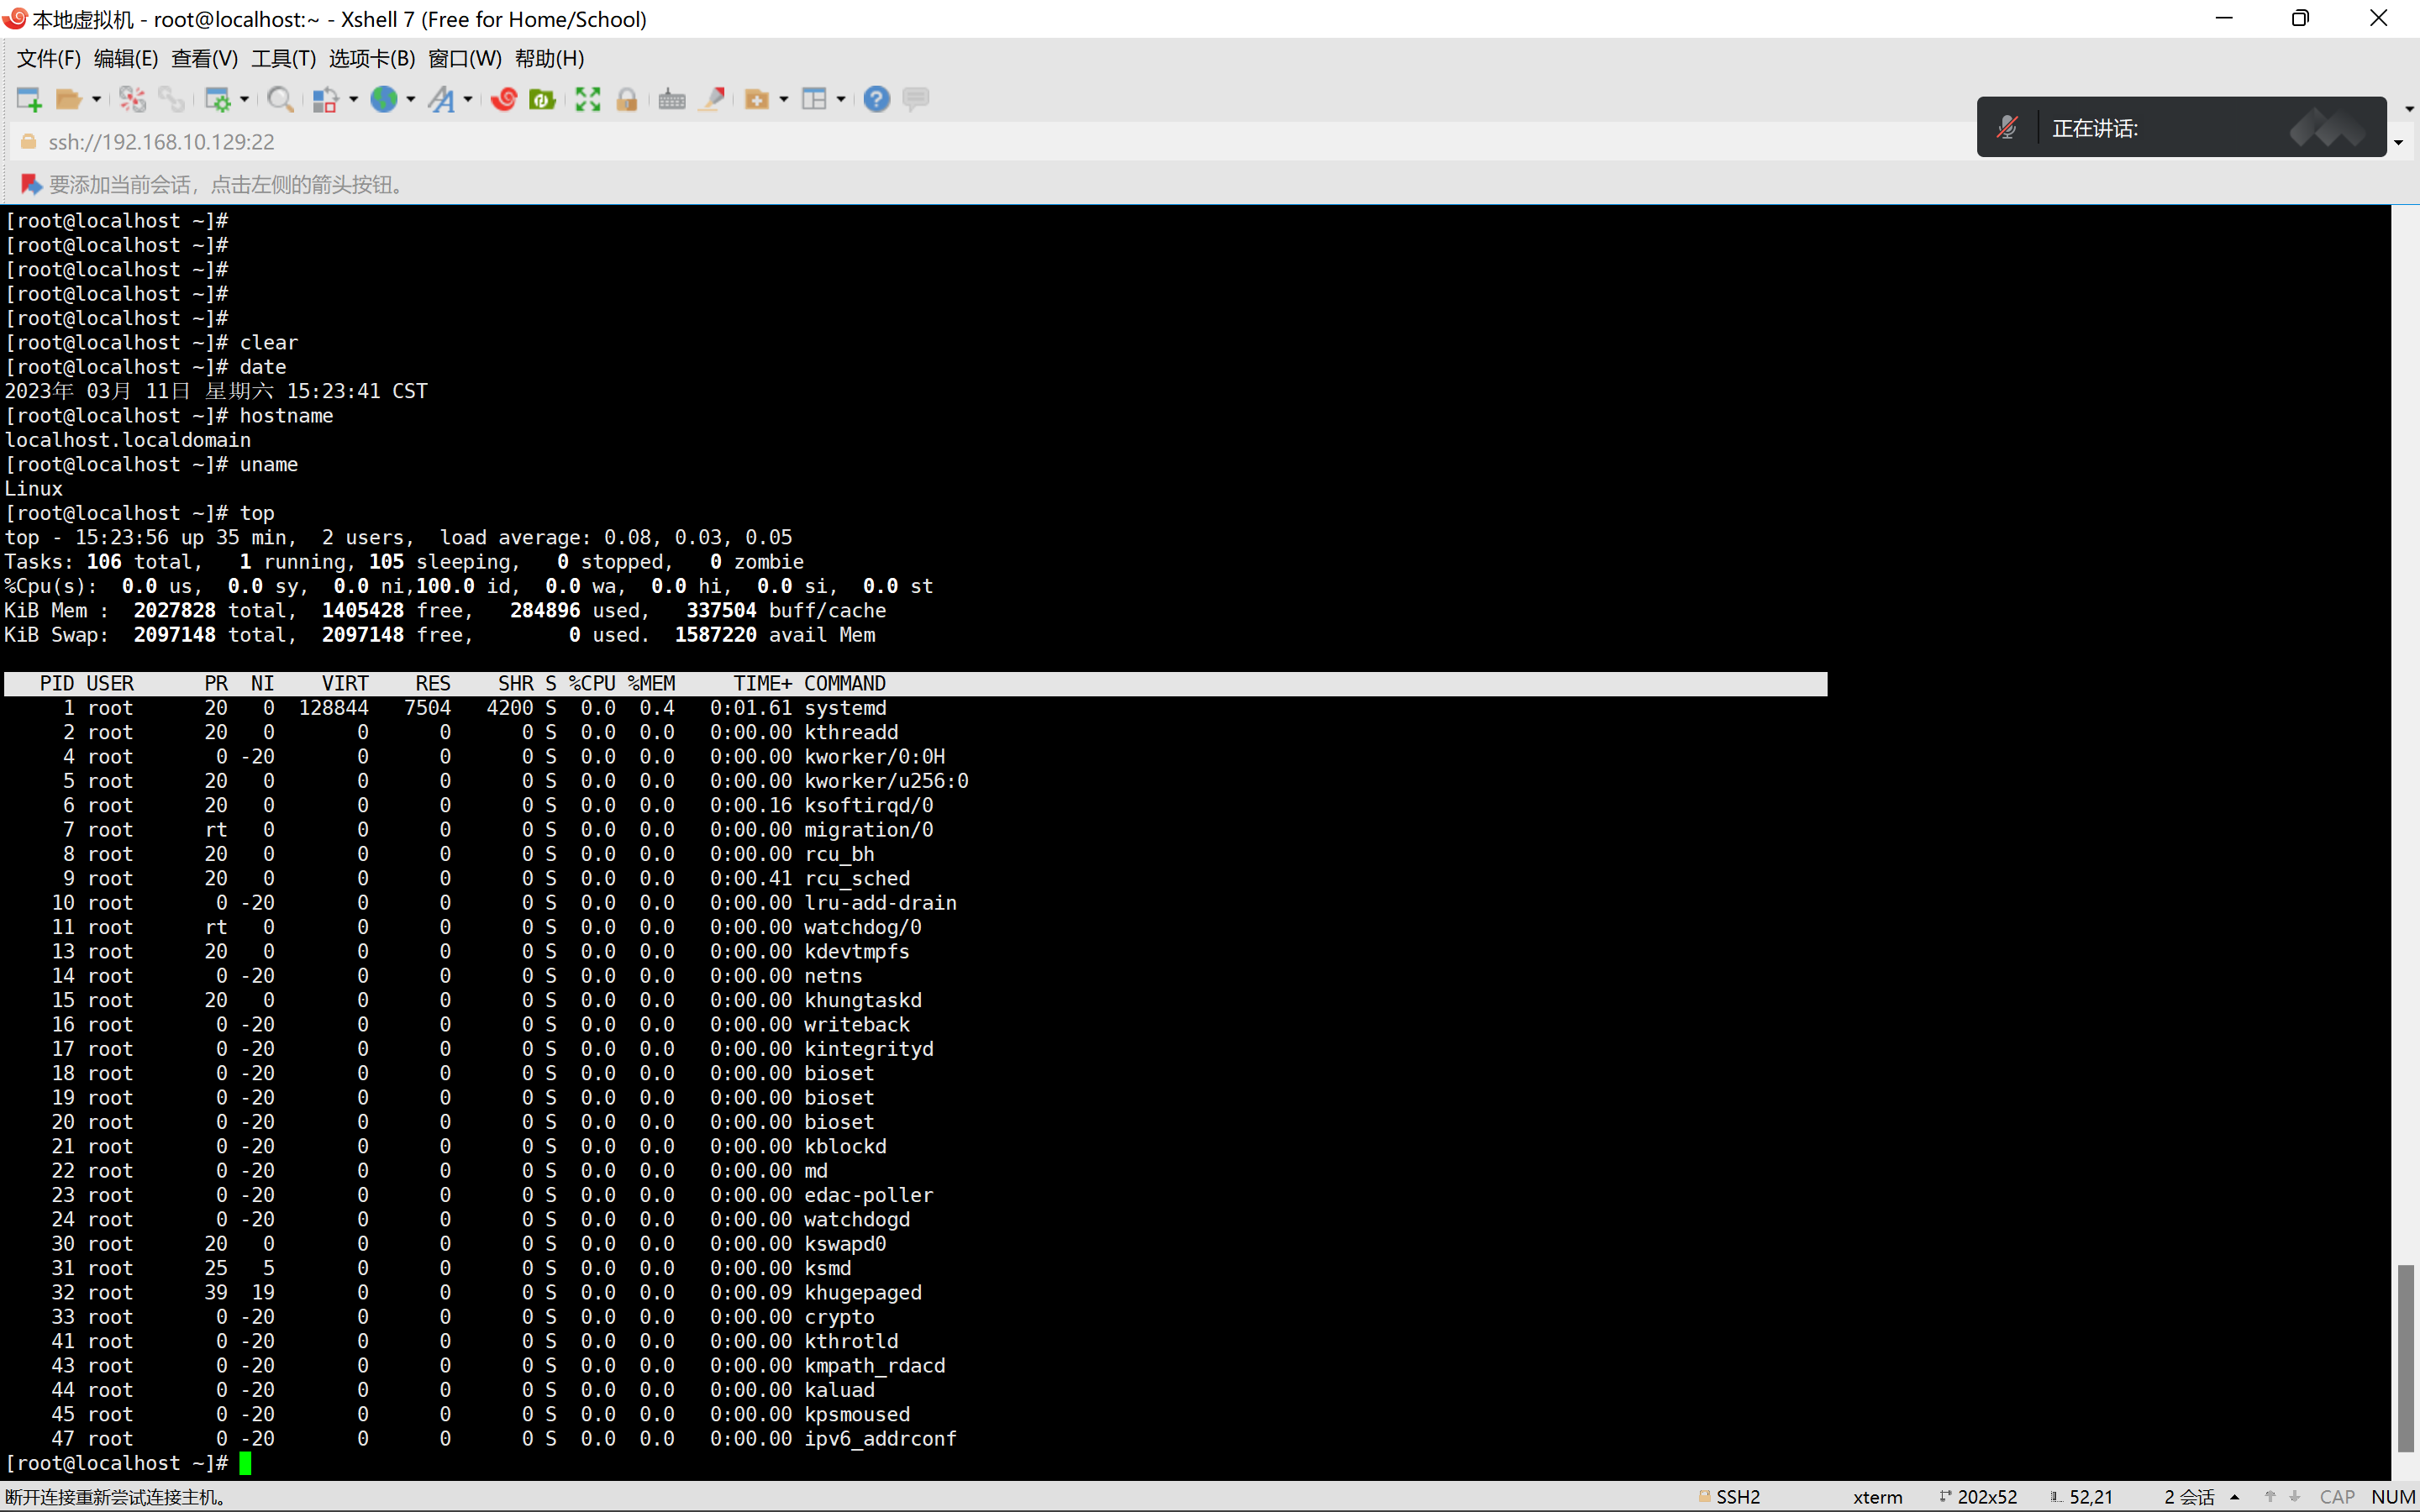 本地虚拟机 - root@localhost:~ - Xshell 7 (Free for Home/School)
文件(F) 编辑(E) 查看(V) 工具(T) 选项卡(B) 窗口(W) 帮助(H)
ssh://192.168.10.129:22
正在讲话:
要添加当前会话，点击左侧的箭头按钮。
[root@localhost ~]#
[root@localhost ~]#
[root@localhost ~]#
[root@localhost ~]#
[root@localhost ~]#
[root@localhost ~]# clear
[root@localhost ~]# date
2023年 03月 11日 星期六 15:23:41 CST
[root@localhost ~]# hostname
localhost.localdomain
[root@localhost ~]# uname
Linux
[root@localhost ~]# top
top - 15:23:56 up 35 min,  2 users,  load average: 0.08, 0.03, 0.05
Tasks: 106 total,   1 running, 105 sleeping,   0 stopped,   0 zombie
%Cpu(s):  0.0 us,  0.0 sy,  0.0 ni,100.0 id,  0.0 wa,  0.0 hi,  0.0 si,  0.0 st
KiB Mem :  2027828 total,  1405428 free,   284896 used,   337504 buff/cache
KiB Swap:  2097148 total,  2097148 free,        0 used.  1587220 avail Mem
PID USER      PR  NI    VIRT    RES    SHR S %CPU %MEM     TIME+ COMMAND
1 root      20   0  128844   7504   4200 S  0.0  0.4   0:01.61 systemd
2 root      20   0       0      0      0 S  0.0  0.0   0:00.00 kthreadd
4 root       0 -20       0      0      0 S  0.0  0.0   0:00.00 kworker/0:0H
5 root      20   0       0      0      0 S  0.0  0.0   0:00.00 kworker/u256:0
6 root      20   0       0      0      0 S  0.0  0.0   0:00.16 ksoftirqd/0
7 root      rt   0       0      0      0 S  0.0  0.0   0:00.00 migration/0
8 root      20   0       0      0      0 S  0.0  0.0   0:00.00 rcu_bh
9 root      20   0       0      0      0 S  0.0  0.0   0:00.41 rcu_sched
10 root       0 -20       0      0      0 S  0.0  0.0   0:00.00 lru-add-drain
11 root      rt   0       0      0      0 S  0.0  0.0   0:00.00 watchdog/0
13 root      20   0       0      0      0 S  0.0  0.0   0:00.00 kdevtmpfs
14 root       0 -20       0      0      0 S  0.0  0.0   0:00.00 netns
15 root      20   0       0      0      0 S  0.0  0.0   0:00.00 khungtaskd
16 root       0 -20       0      0      0 S  0.0  0.0   0:00.00 writeback
17 root       0 -20       0      0      0 S  0.0  0.0   0:00.00 kintegrityd
18 root       0 -20       0      0      0 S  0.0  0.0   0:00.00 bioset
19 root       0 -20       0      0      0 S  0.0  0.0   0:00.00 bioset
20 root       0 -20       0      0      0 S  0.0  0.0   0:00.00 bioset
21 root       0 -20       0      0      0 S  0.0  0.0   0:00.00 kblockd
22 root       0 -20       0      0      0 S  0.0  0.0   0:00.00 md
23 root       0 -20       0      0      0 S  0.0  0.0   0:00.00 edac-poller
24 root       0 -20       0      0      0 S  0.0  0.0   0:00.00 watchdogd
30 root      20   0       0      0      0 S  0.0  0.0   0:00.00 kswapd0
31 root      25   5       0      0      0 S  0.0  0.0   0:00.00 ksmd
32 root      39  19       0      0      0 S  0.0  0.0   0:00.09 khugepaged
33 root       0 -20       0      0      0 S  0.0  0.0   0:00.00 crypto
41 root       0 -20       0      0      0 S  0.0  0.0   0:00.00 kthrotld
43 root       0 -20       0      0      0 S  0.0  0.0   0:00.00 kmpath_rdacd
44 root       0 -20       0      0      0 S  0.0  0.0   0:00.00 kaluad
45 root       0 -20       0      0      0 S  0.0  0.0   0:00.00 kpsmoused
47 root       0 -20       0      0      0 S  0.0  0.0   0:00.00 ipv6_addrconf
[root@localhost ~]#
断开连接重新尝试连接主机。 SSH2 xterm 202x52 52,21 2 会话 CAP NUM